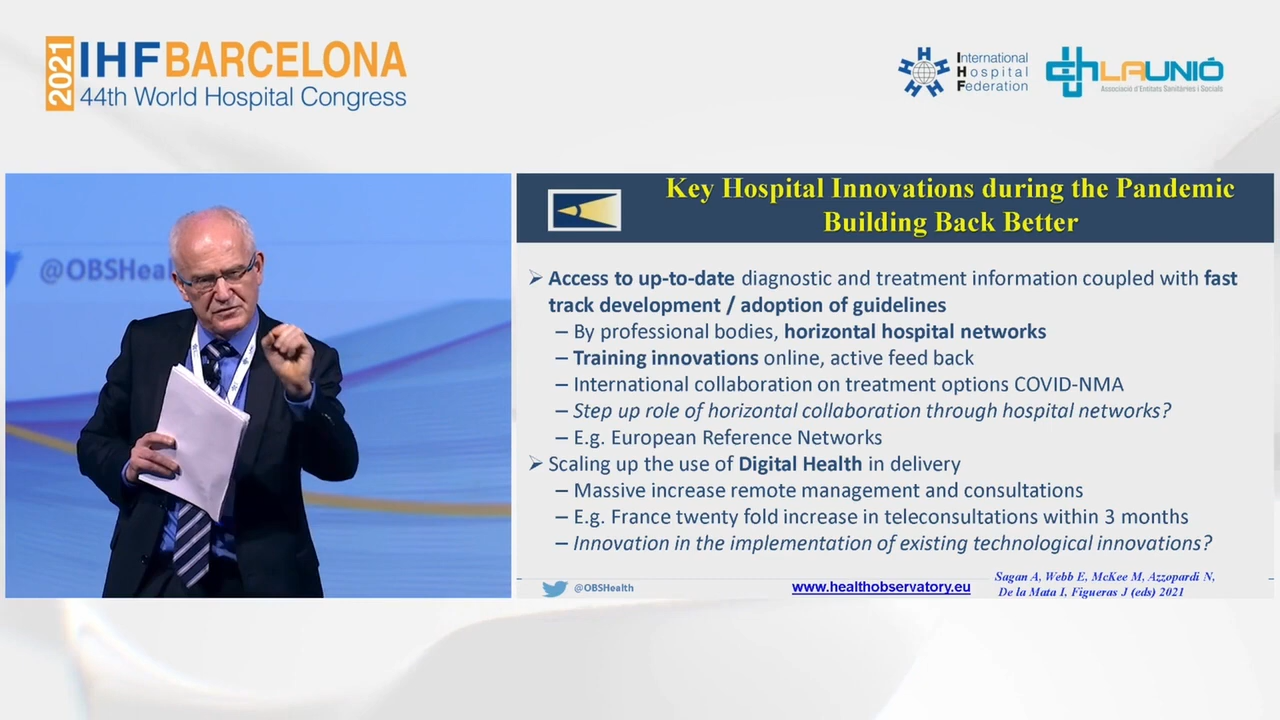 2021
IHFBARCELONA
44th World Hospital Congress
International
Hospital
Federation
LAUNIÓ
Associació d'Entitats Sanitàries i Socials
@OBSHeal
Key Hospital Innovations during the Pandemic
Building Back Better
➢ Access to up-to-date diagnostic and treatment information coupled with fast
track development / adoption of guidelines
– By professional bodies, horizontal hospital networks
– Training innovations online, active feed back
– International collaboration on treatment options COVID-NMA
– Step up role of horizontal collaboration through hospital networks?
– E.g. European Reference Networks
➢ Scaling up the use of Digital Health in delivery
– Massive increase remote management and consultations
– E.g. France twenty fold increase in teleconsultations within 3 months
– Innovation in the implementation of existing technological innovations?
@OBSHealth
www.healthobservatory.eu
Sagan A, Webb E, McKee M, Azzopardi N,
De la Mata I, Figueras J (eds) 2021